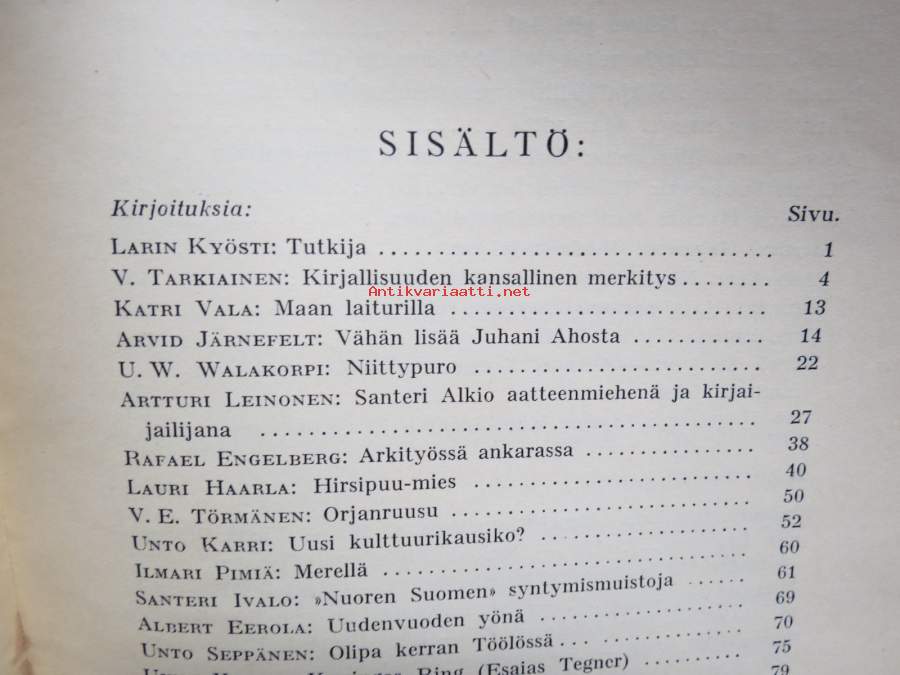 SISÄLTÖ:
Kirjoituksia: Sivu.
LARIN KYÖSTI: Tutkija 1
V. TARKIAINEN: Kirjallisuuden kansallinen merkitys 4
Antikvariaatti.net
KATRI VALA: Maan laiturilla 13
ARVID JÄRNEFELT: Vähän lisää Juhani Ahosta 14
U. W. WALAKORPI: Niittypuro 22
ARTTURI LEINONEN: Santeri Alkio aatteenmiehenä ja kirjai-
jailijana 27
RAFAEL ENGELBERG: Arkityössä ankarassa 38
LAURI HAARLA: Hirsipuu-mies 40
V. E. TÖRMÄNEN: Orjanruusu 50
UNTO KARRI: Uusi kulttuurikausiko? 52
ILMARI PIMIÄ: Merellä 60
SANTERI IVALO: »Nuoren Suomen» syntymismuistoja 61
ALBERT EEROLA: Uudenvuoden yönä 69
UNTO SEPPÄNEN: Olipa kerran Töölössä 70
Ring (Esaias Tegner) 75
79